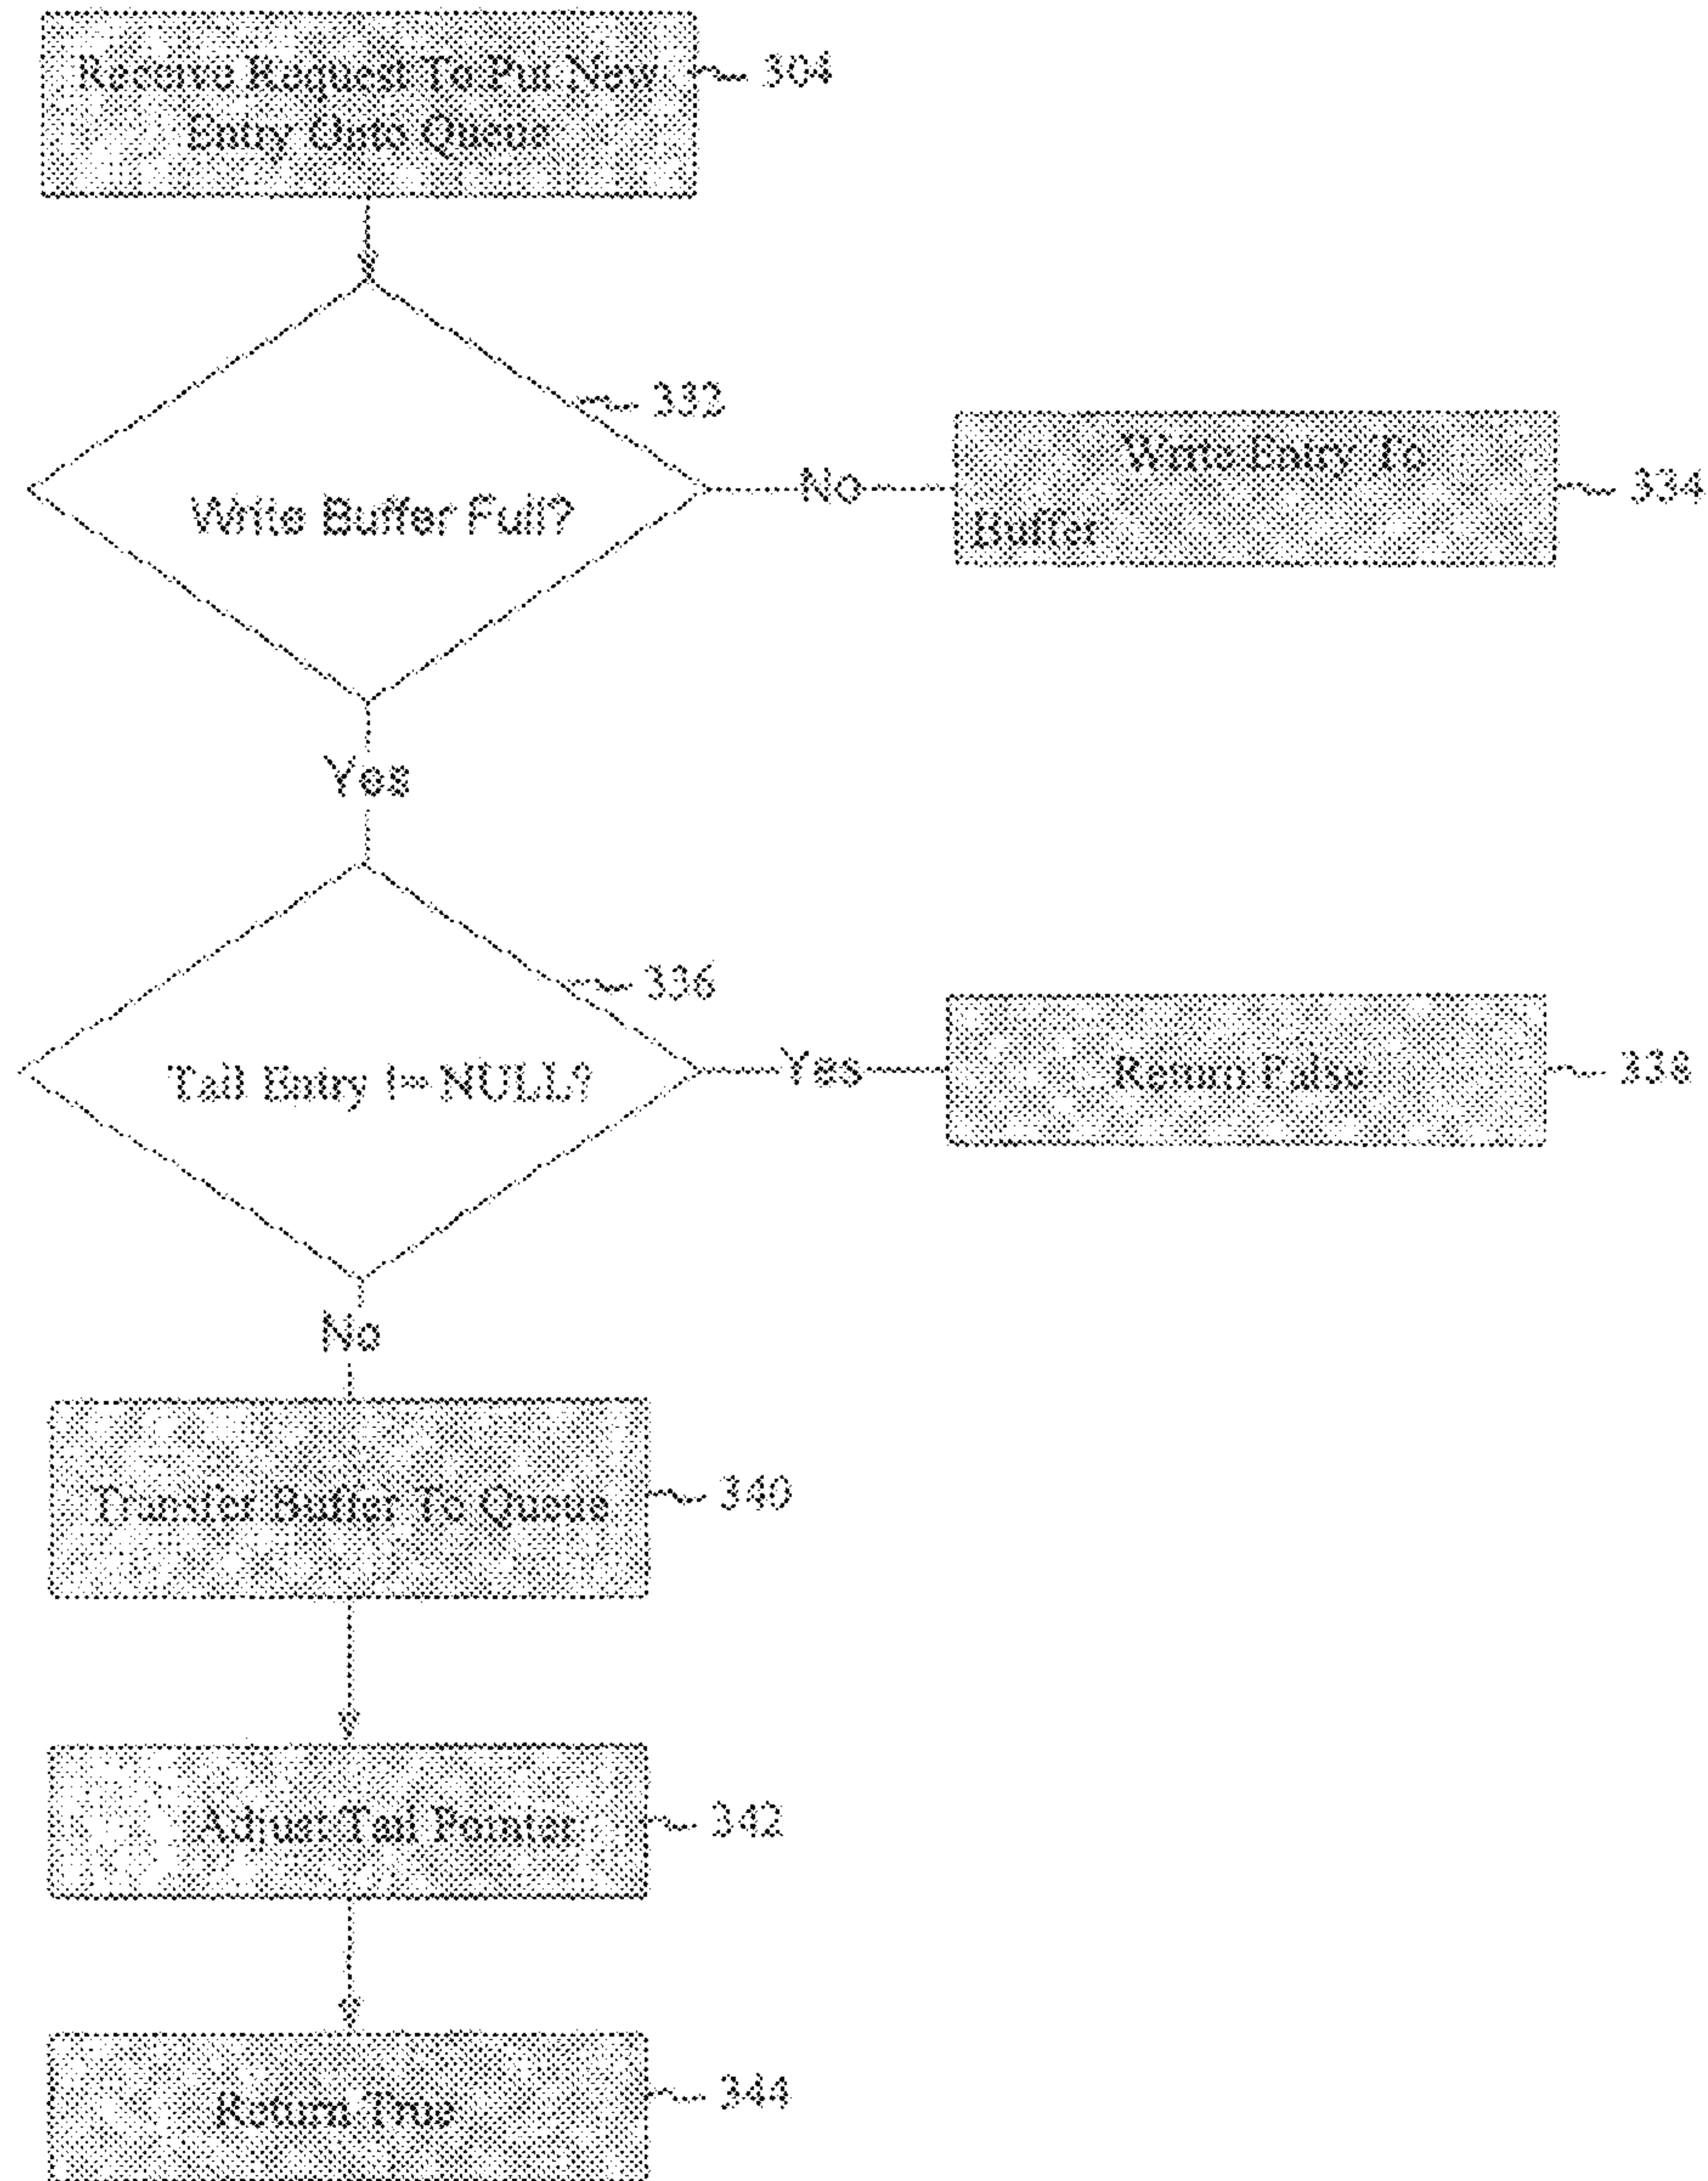 Receive Request To Put New
Entry Onto Queue
304
332
Write Buffer Full?
No
Write Entry To
Buffer
334
Yes
336
Tail Entry != NULL?
Yes
Return False
338
No
Transfer Buffer To Queue
340
Adjust Tail Pointer
342
Return True
344